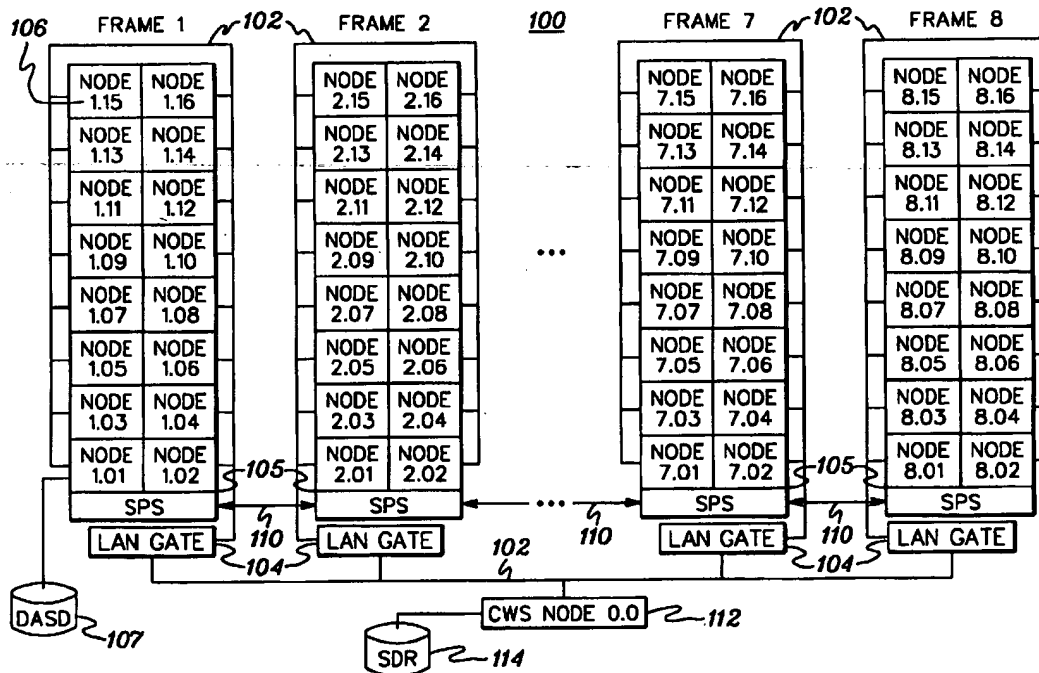 FRAME 1
102
FRAME 2
100
FRAME 7
102
FRAME 8
106
NODE 1.15
NODE 1.16
NODE 2.15
NODE 2.16
NODE 7.15
NODE 7.16
NODE 8.15
NODE 8.16
NODE 1.13
NODE 1.14
NODE 2.13
NODE 2.14
NODE 7.13
NODE 7.14
NODE 8.13
NODE 8.14
NODE 1.11
NODE 1.12
NODE 2.11
NODE 2.12
NODE 7.11
NODE 7.12
NODE 8.11
NODE 8.12
NODE 1.09
NODE 1.10
NODE 2.09
NODE 2.10
...
NODE 7.09
NODE 7.10
NODE 8.09
NODE 8.10
NODE 1.07
NODE 1.08
NODE 2.07
NODE 2.08
NODE 7.07
NODE 7.08
NODE 8.07
NODE 8.08
NODE 1.05
NODE 1.06
NODE 2.05
NODE 2.06
NODE 7.05
NODE 7.06
NODE 8.05
NODE 8.06
NODE 1.03
NODE 1.04
NODE 2.03
NODE 2.04
NODE 7.03
NODE 7.04
NODE 8.03
NODE 8.04
NODE 1.01
NODE 1.02
105
NODE 2.01
NODE 2.02
NODE 7.01
NODE 7.02
105
NODE 8.01
NODE 8.02
SPS
SPS
...
SPS
SPS
110
110
110
LAN GATE
104
LAN GATE
LAN GATE
104
LAN GATE
102
DASD
107
CWS NODE 0.0
112
SDR
114